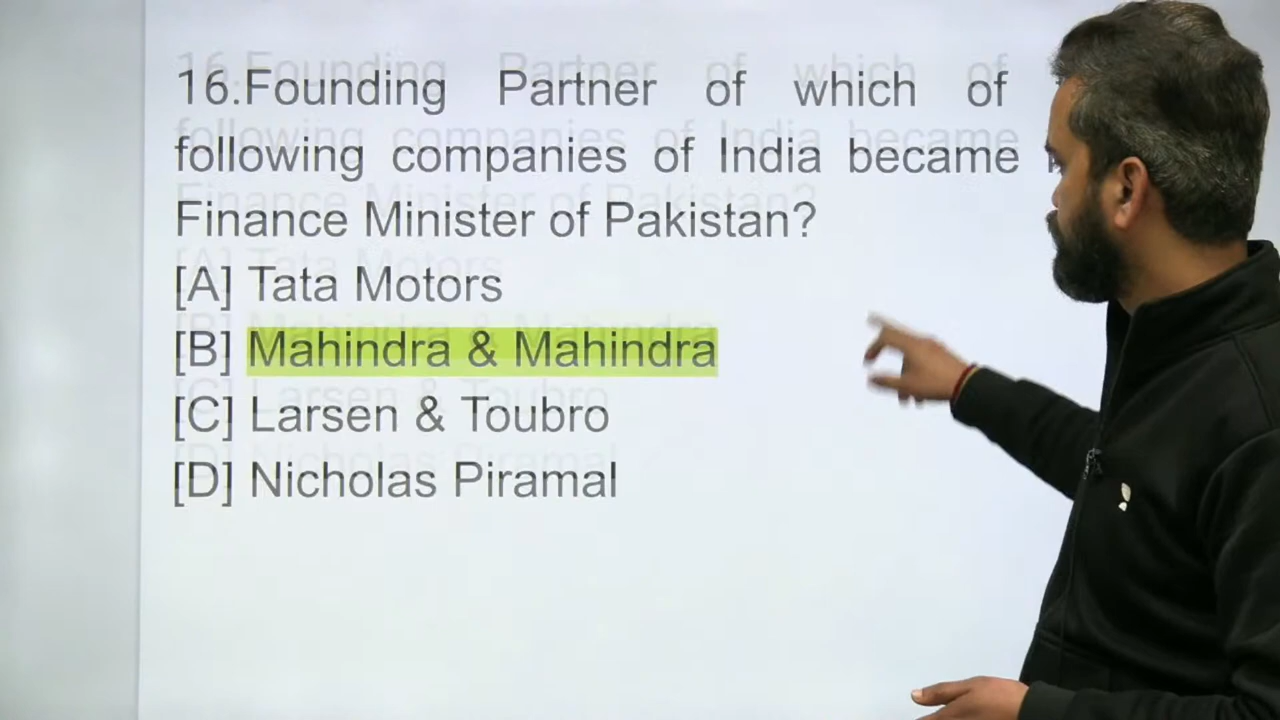 16.Founding Partner of which of
following companies of India became
Finance Minister of Pakistan?
[A] Tata Motors
[B] Mahindra & Mahindra
[C] Larsen & Toubro
[D] Nicholas Piramal